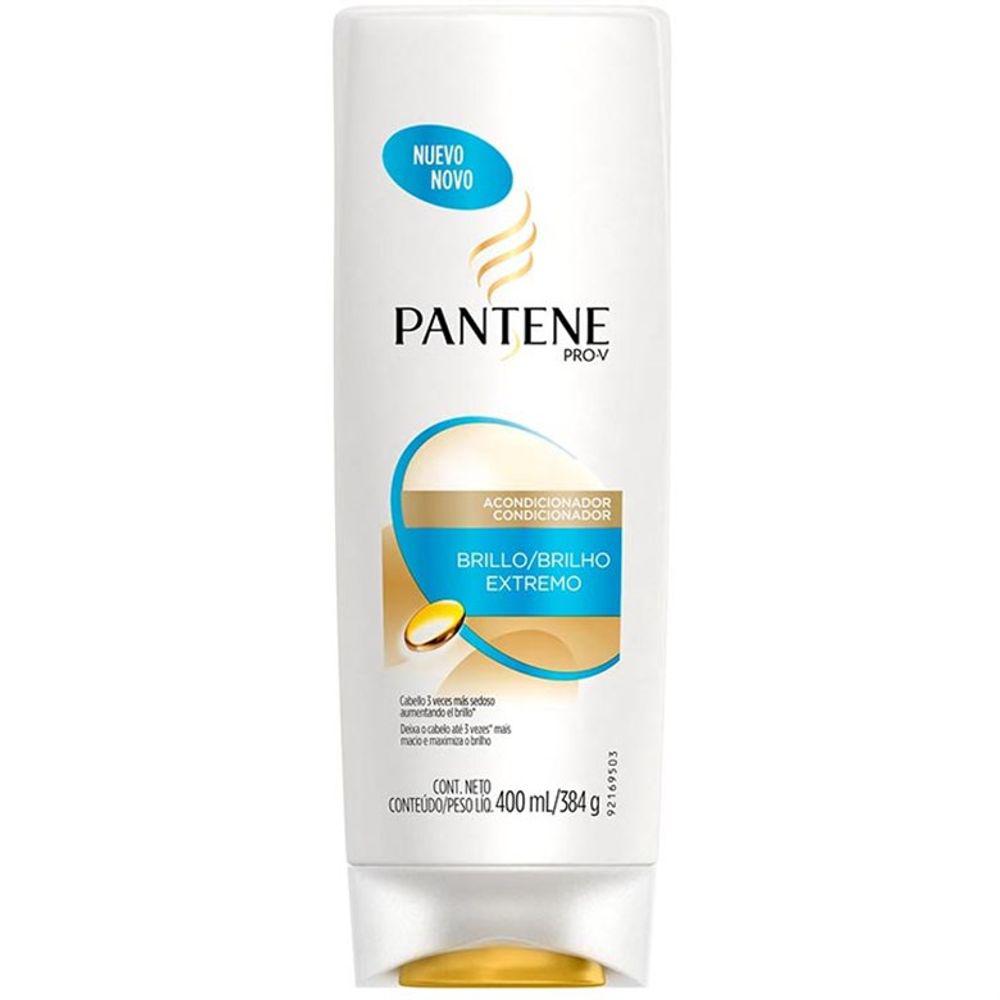 NUEVO
NOVO
PANTENE
PRO-V
ACONDICIONADOR
CONDICIONADOR
BRILLO/BRILHO
EXTREMO
Cabello 3 veces más sedoso
aumentando el brillo*
Deixa o cabelo até 3 vezes* mais
macio e maximiza o brilho
CONT. NETO
CONTEÚDO/PESO LÍQ. 400 mL/384 g
92169503